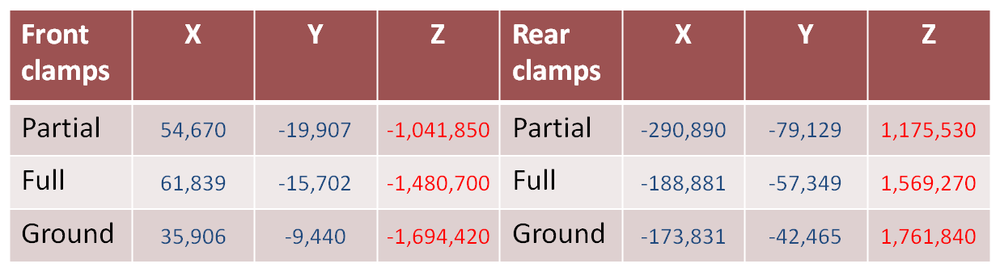 Front clamps X Y Z Rear clamps X Y Z
Partial 54,670 -19,907 -1,041,850 Partial -290,890 -79,129 1,175,530
Full 61,839 -15,702 -1,480,700 Full -188,881 -57,349 1,569,270
Ground 35,906 -9,440 -1,694,420 Ground -173,831 -42,465 1,761,840